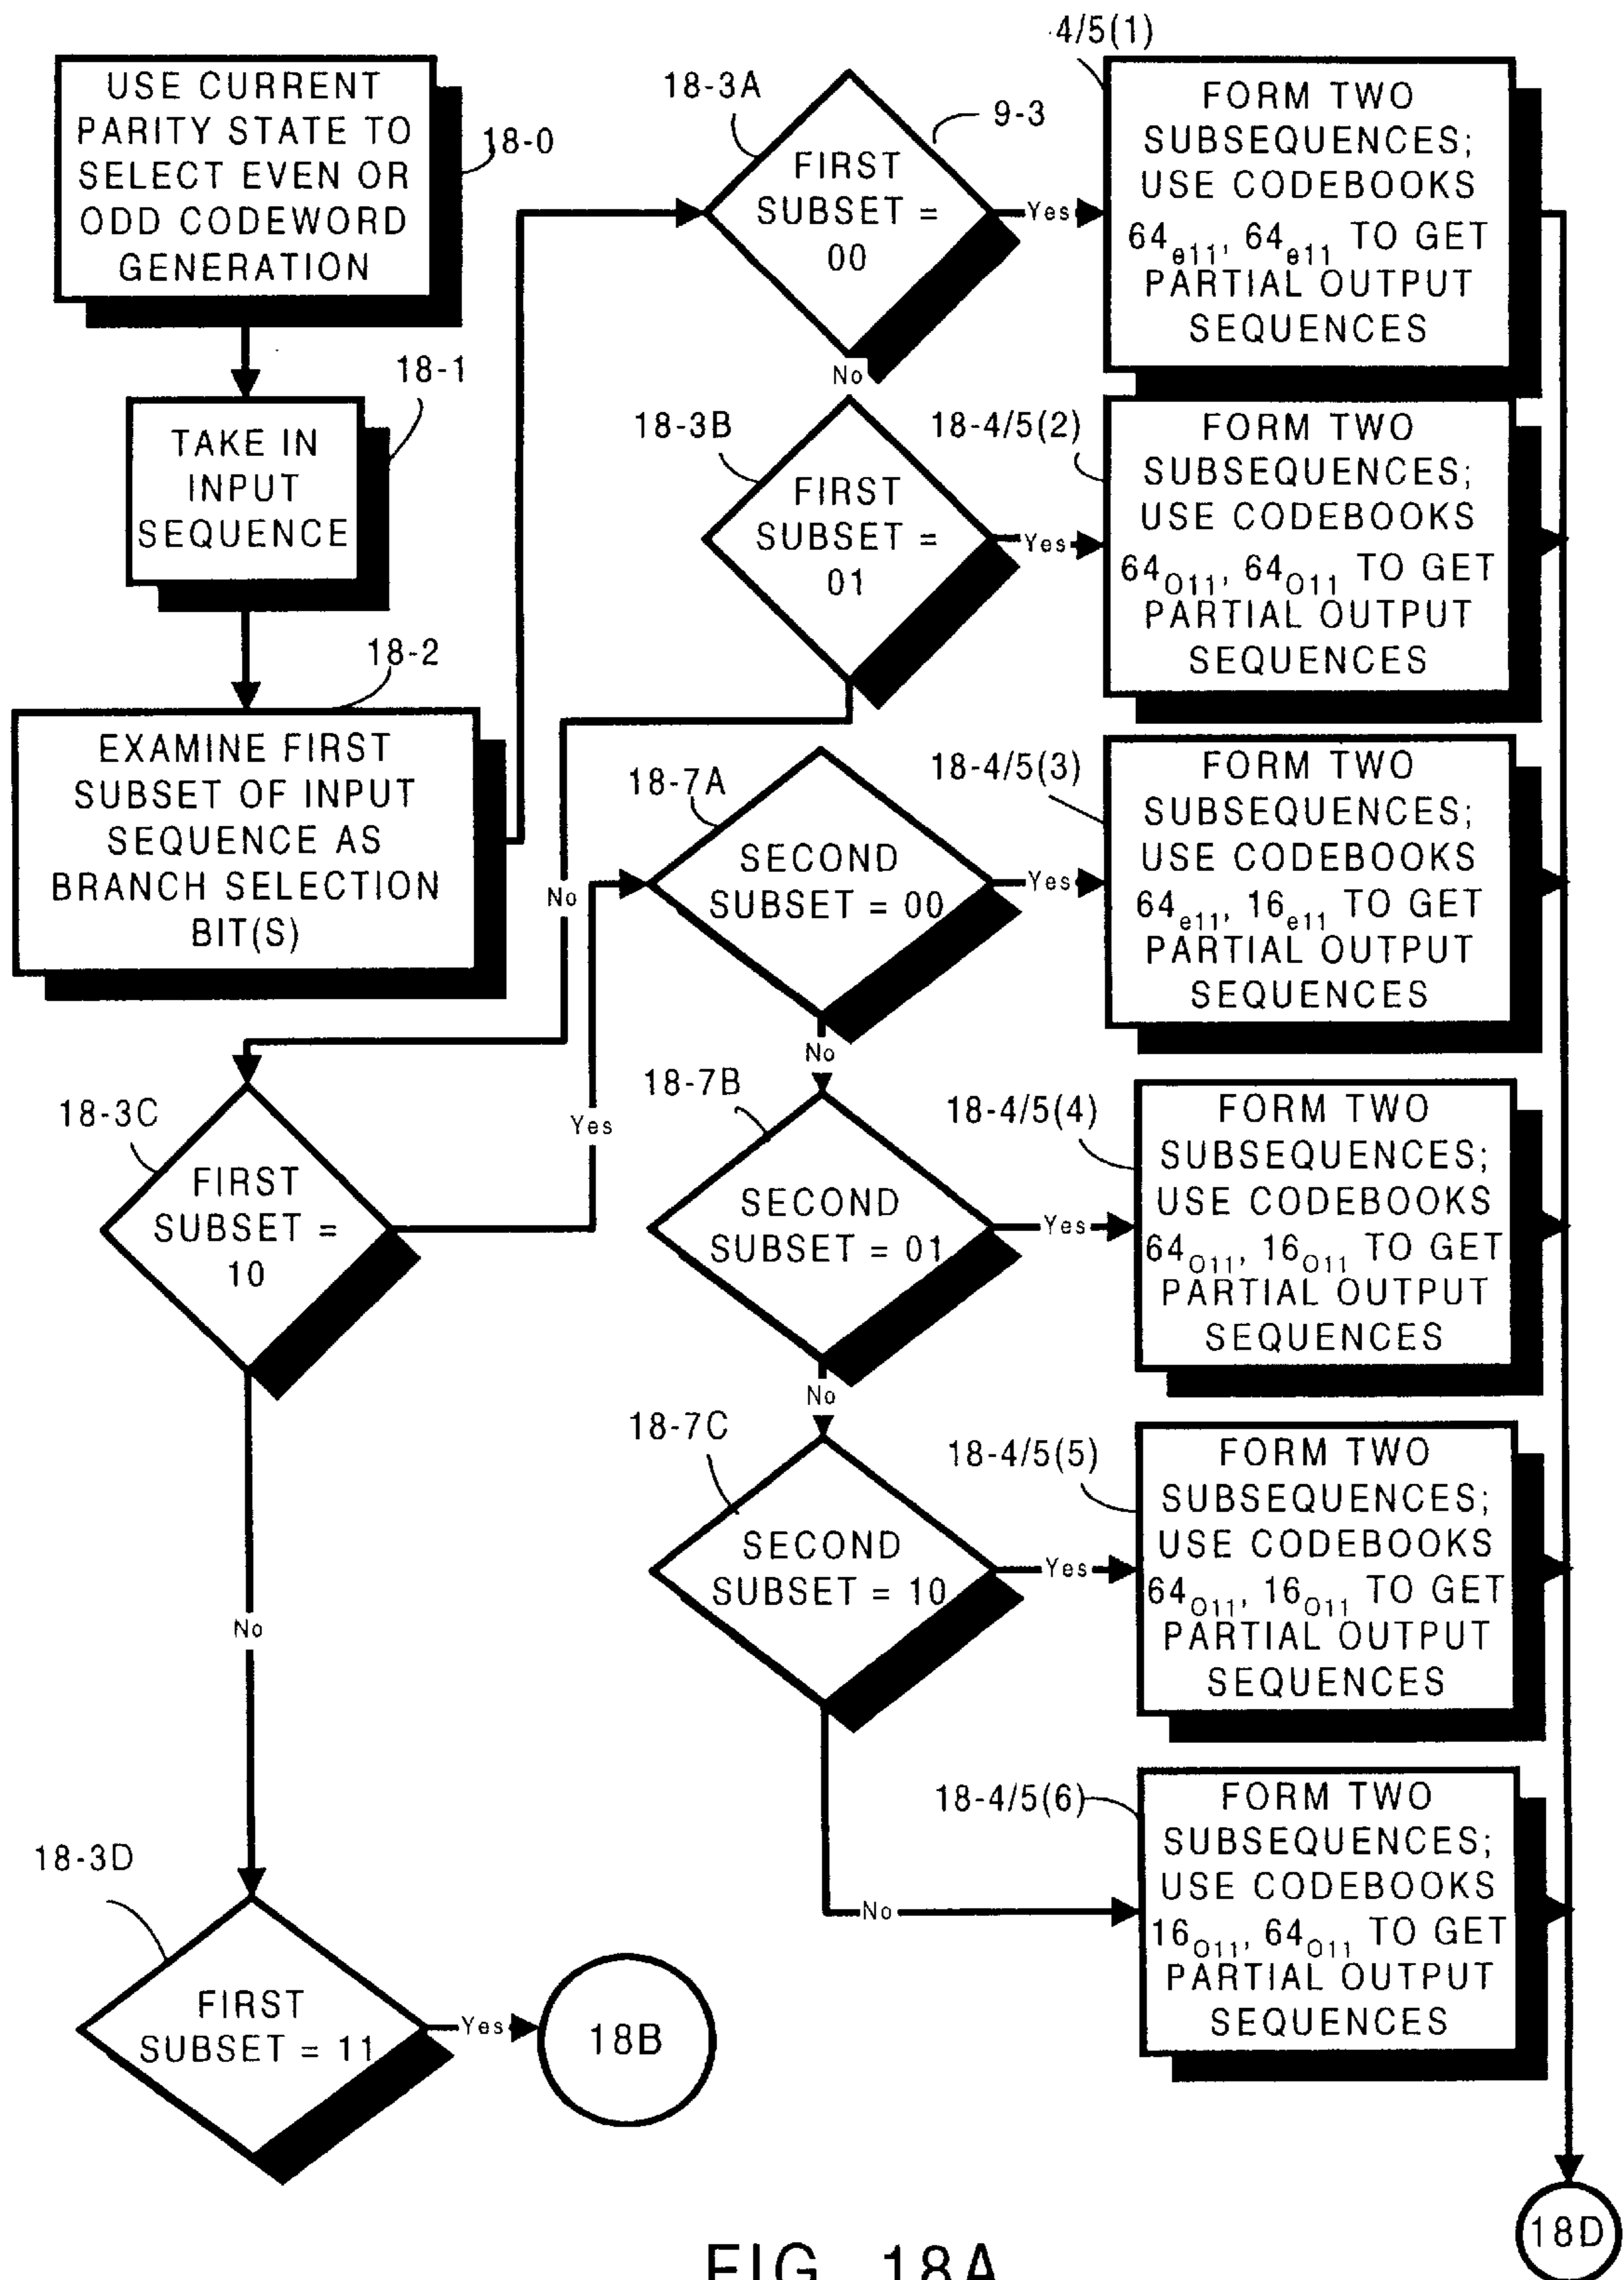 USE CURRENT
PARITY STATE TO
SELECT EVEN OR
ODD CODEWORD
GENERATION
18-0
TAKE IN
INPUT
SEQUENCE
18-1
EXAMINE FIRST
SUBSET OF INPUT
SEQUENCE AS
BRANCH SELECTION
BIT(S)
18-2
18-3A
9-3
FIRST
SUBSET =
00
Yes
No
4/5(1)
FORM TWO
SUBSEQUENCES;
USE CODEBOOKS
64e11, 64e11 TO GET
PARTIAL OUTPUT
SEQUENCES
18-3B
FIRST
SUBSET =
01
Yes
No
18-4/5(2)
FORM TWO
SUBSEQUENCES;
USE CODEBOOKS
64O11, 64O11 TO GET
PARTIAL OUTPUT
SEQUENCES
18-7A
SECOND
SUBSET = 00
Yes
No
18-4/5(3)
FORM TWO
SUBSEQUENCES;
USE CODEBOOKS
64e11, 16e11 TO GET
PARTIAL OUTPUT
SEQUENCES
18-3C
FIRST
SUBSET =
10
Yes
No
18-7B
SECOND
SUBSET = 01
Yes
No
18-4/5(4)
FORM TWO
SUBSEQUENCES;
USE CODEBOOKS
64O11, 16O11 TO GET
PARTIAL OUTPUT
SEQUENCES
18-7C
SECOND
SUBSET = 10
Yes
No
18-4/5(5)
FORM TWO
SUBSEQUENCES;
USE CODEBOOKS
64O11, 16O11 TO GET
PARTIAL OUTPUT
SEQUENCES
18-4/5(6)
FORM TWO
SUBSEQUENCES;
USE CODEBOOKS
16O11, 64O11 TO GET
PARTIAL OUTPUT
SEQUENCES
18-3D
FIRST
SUBSET = 11
Yes
18B
18D
FIG. 18A